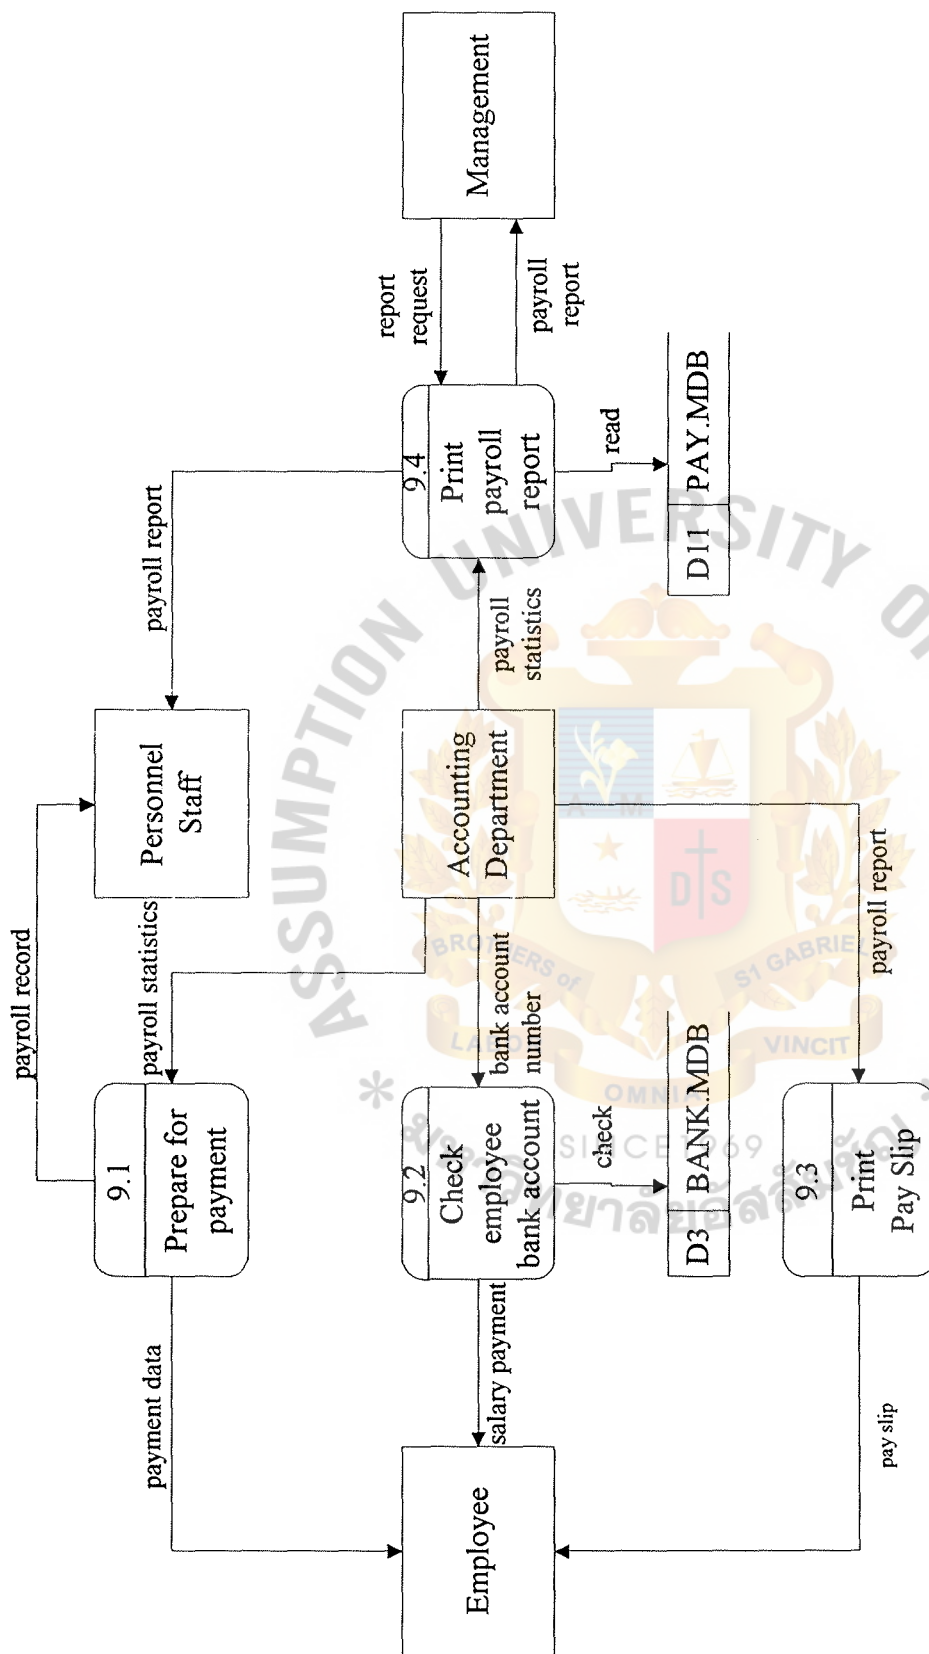 payroll record
9.1
Prepare for
payment
payment data
payroll statistics
Personnel
Staff
payroll report
Employee
salary payment
9.2
Check
employee
bank account
bank account
number
Accounting
Department
payroll
statistics
9.4
Print
payroll
report
report
request
payroll
report
Management
check
D3 BANK.MDB
read
D11 PAY.MDB
pay slip
9.3
Print
Pay Slip
payroll report
ASSUMPTION UNIVERSITY O
A M
D S
BROTHERS of
S1 GABRIEL
LABOR
OMNIA
VINCIT
SINCE 1969